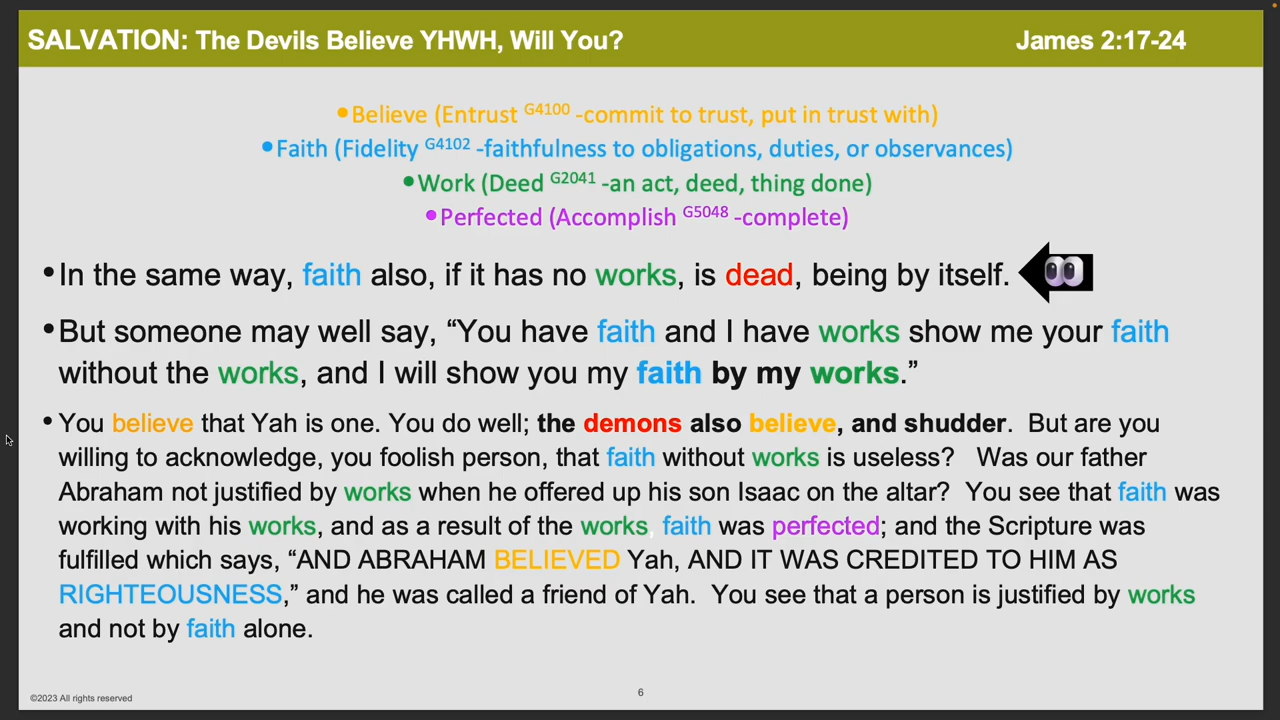 SALVATION: The Devils Believe YHWH, Will You? James 2:17-24
•Believe (Entrust G4100 -commit to trust, put in trust with)
•Faith (Fidelity G4102 -faithfulness to obligations, duties, or observances)
•Work (Deed G2041 -an act, deed, thing done)
•Perfected (Accomplish G5048 -complete)
•In the same way, faith also, if it has no works, is dead, being by itself.
•But someone may well say, “You have faith and I have works show me your faith
without the works, and I will show you my faith by my works.”
• You believe that Yah is one. You do well; the demons also believe, and shudder. But are you
willing to acknowledge, you foolish person, that faith without works is useless? Was our father
Abraham not justified by works when he offered up his son Isaac on the altar? You see that faith was
working with his works, and as a result of the works, faith was perfected; and the Scripture was
fulfilled which says, “AND ABRAHAM BELIEVED Yah, AND IT WAS CREDITED TO HIM AS
RIGHTEOUSNESS,” and he was called a friend of Yah. You see that a person is justified by works
and not by faith alone.
©2023 All rights reserved
6